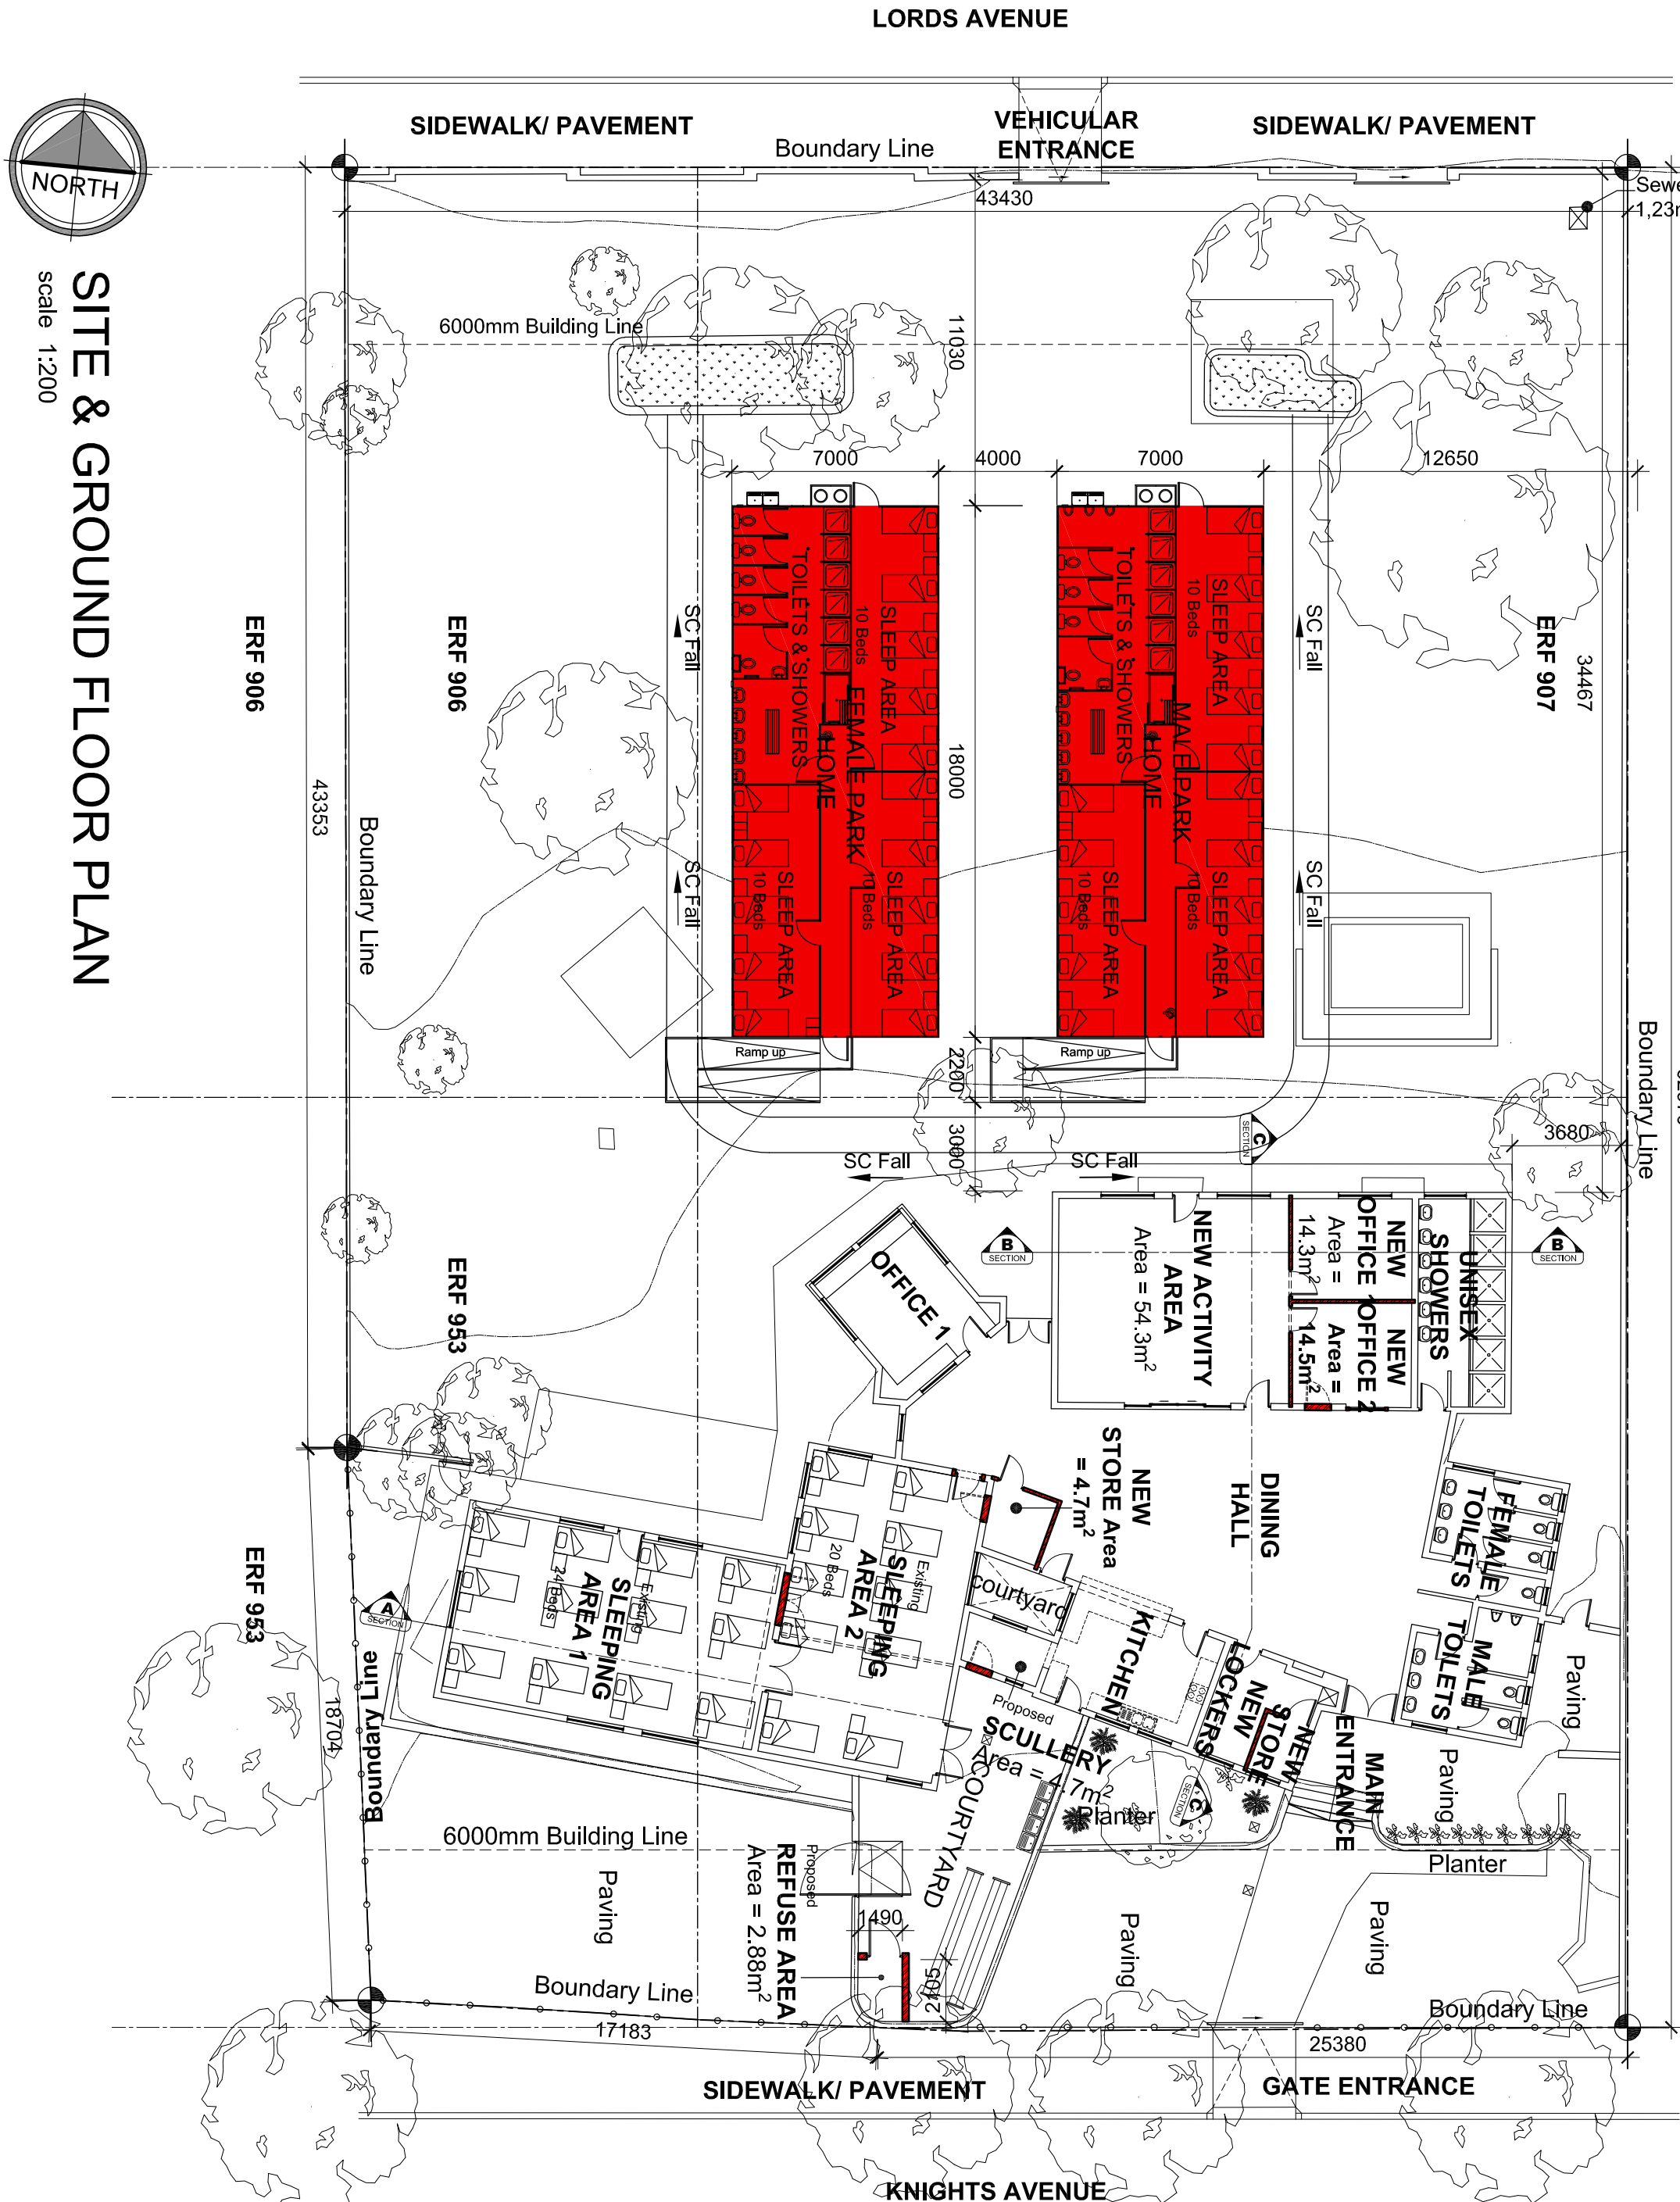 LORDS AVENUE
SIDEWALK/ PAVEMENT
VEHICULAR
ENTRANCE
SIDEWALK/ PAVEMENT
Boundary Line
NORTH
SITE & GROUND FLOOR PLAN
scale 1:200
43430
6000mm Building Line
11030
7000
4000
7000
12650
ERF 906
ERF 906
SC Fall
SC Fall
TOILETS & SHOWERS
10 Beds
SLEEP AREA
FEMALE PARK
HOME
SLEEP AREA
10 Beds
SLEEP AREA
10 Beds
18000
TOILETS & SHOWERS
10 Beds
SLEEP AREA
MALE PARK
HOME
SLEEP AREA
10 Beds
SLEEP AREA
10 Beds
SC Fall
SC Fall
ERF 907
34467
43353
Boundary Line
Boundary Line
Ramp up
Ramp up
2200
3000
3680
SC Fall
SC Fall
C
SECTION
B
SECTION
B
SECTION
OFFICE 1
NEW ACTIVITY
AREA
Area = 54.3m²
NEW
OFFICE 1
Area =
14.3m²
NEW
OFFICE 2
Area =
14.5m²
UNISEX
SHOWERS
ERF 953
ERF 953
NEW
STORE Area
= 4.7m²
DINING
HALL
FEMALE
TOILETS
MALE
TOILETS
Paving
SLEEPING
AREA 1
Existing
24 Beds
SLEEPING
AREA 2
Existing
20 Beds
courtyard
KITCHEN
NEW
LOCKERS
NEW
STORE
MAIN
ENTRANCE
Paving
A
SECTION
Boundary Line
18704
Proposed
SCULLERY
Area = 4.7m²
COURTYARD
Planter
C
SECTION
6000mm Building Line
Planter
Proposed
REFUSE AREA
Area = 2.88m²
Paving
1490
2105
Paving
Paving
Boundary Line
Boundary Line
17183
25380
SIDEWALK/ PAVEMENT
GATE ENTRANCE
KNIGHTS AVENUE